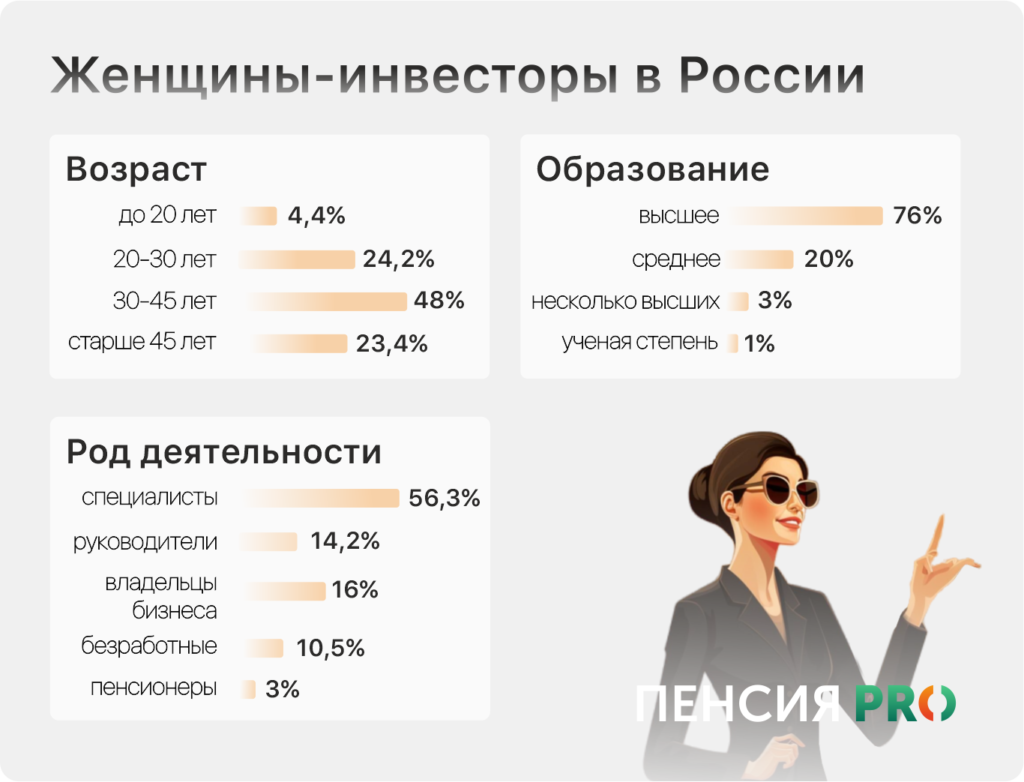 Женщины-инвесторы в России
Возраст
до 20 лет 4,4%
20-30 лет 24,2%
30-45 лет 48%
старше 45 лет 23,4%
Образование
высшее 76%
среднее 20%
несколько высших 3%
ученая степень 1%
Род деятельности
специалисты 56,3%
руководители 14,2%
владельцы
бизнеса 16%
безработные 10,5%
пенсионеры 3%
ПЕНСИЯ PRO